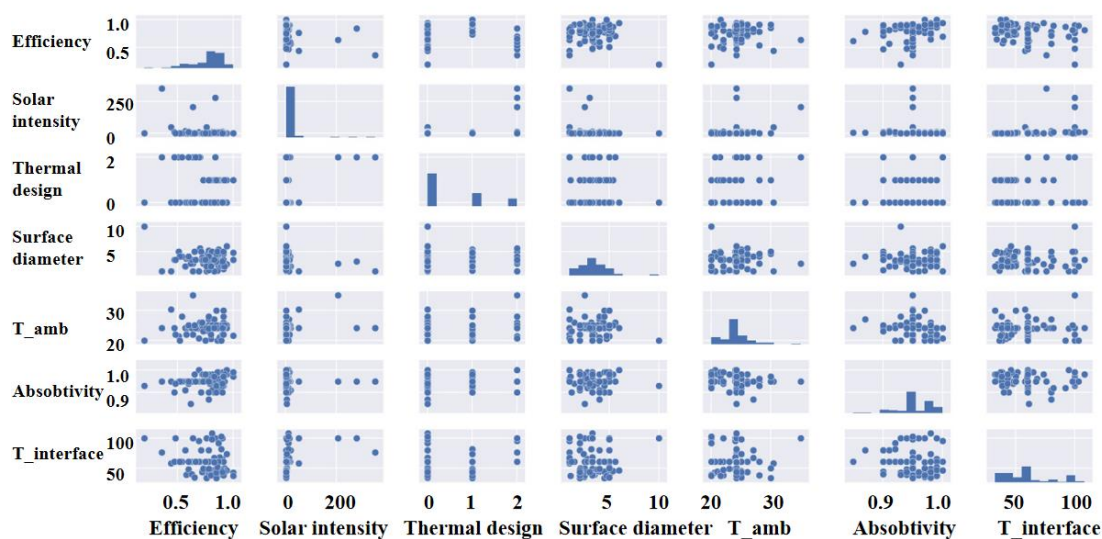 Efficiency 1.0
0.5
Solar 250
intensity 0
Thermal 2
design 0
Surface 10
diameter 5
T_amb 30
20
Absobtivity 1.0
0.9
T_interface 100
50
0.5 1.0 0 200 0 1 2 5 10 20 30 0.9 1.0 50 100
Efficiency Solar intensity Thermal design Surface diameter T_amb Absobtivity T_interface